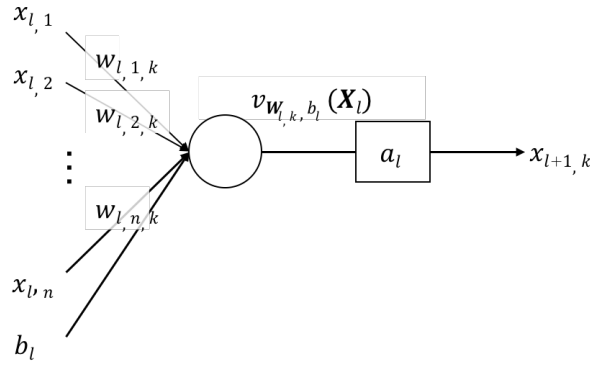 x_{l, 1}
w_{l, 1, k}
x_{l, 2}
v_{W_{l, k}, b_l} (X_l)
w_{l, 2, k}
⋮
a_l
x_{l+1, k}
w_{l, n, k}
x_{l, n}
b_l